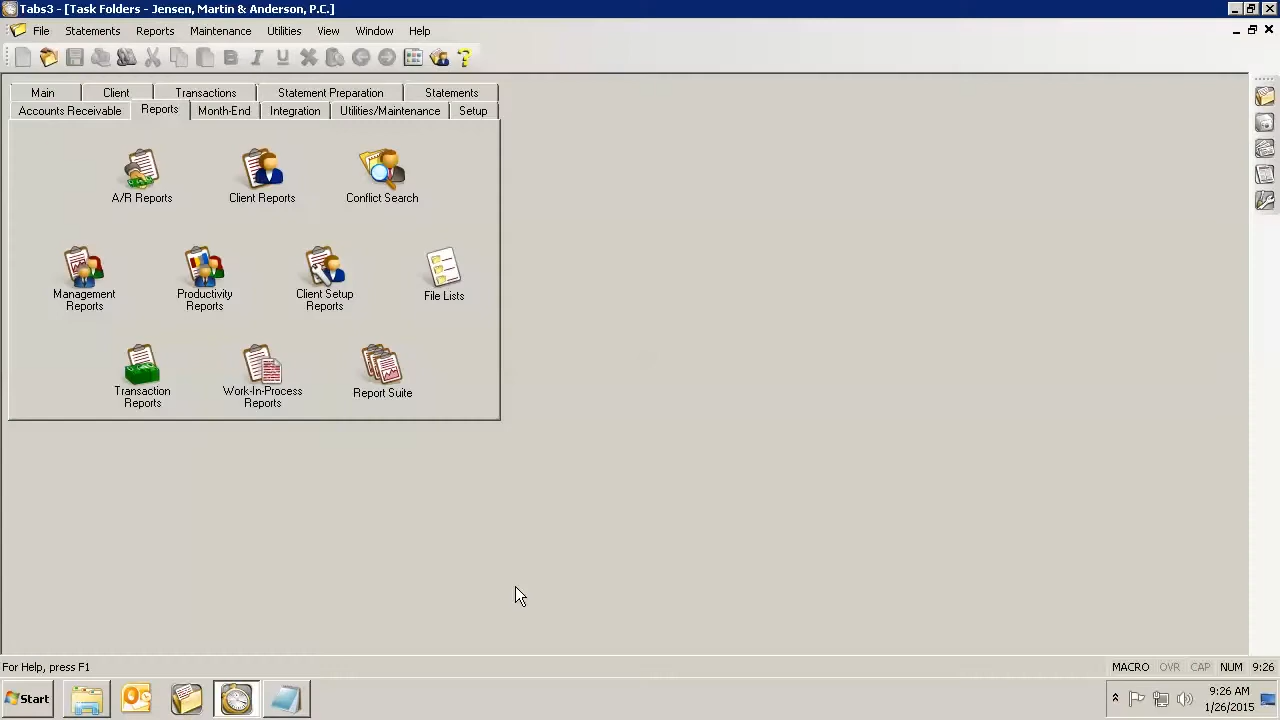 Tabs3 - [Task Folders - Jensen, Martin & Anderson, P.C.]
File Statements Reports Maintenance Utilities View Window Help
Main Client Transactions Statement Preparation Statements
Accounts Receivable Reports Month-End Integration Utilities/Maintenance Setup
A/R Reports Client Reports Conflict Search
Management Reports Productivity Reports Client Setup Reports File Lists
Transaction Reports Work-In-Process Reports Report Suite
For Help, press F1 MACRO OVR CAP NUM 9:26
Start 9:26 AM
1/26/2015